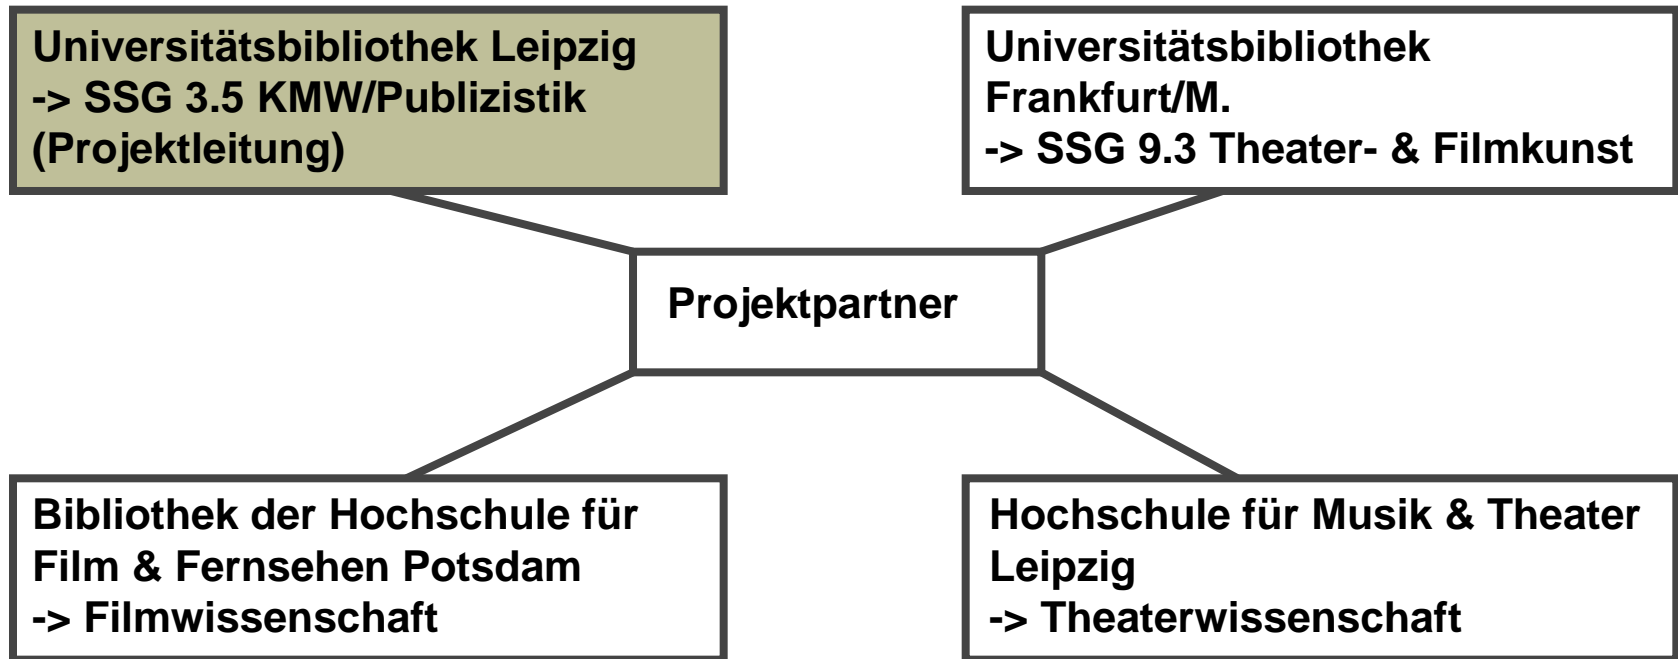 Universitätsbibliothek Leipzig
-> SSG 3.5 KMW/Publizistik
(Projektleitung)
Universitätsbibliothek
Frankfurt/M.
-> SSG 9.3 Theater- & Filmkunst
Projektpartner
Bibliothek der Hochschule für
Film & Fernsehen Potsdam
-> Filmwissenschaft
Hochschule für Musik & Theater
Leipzig
-> Theaterwissenschaft